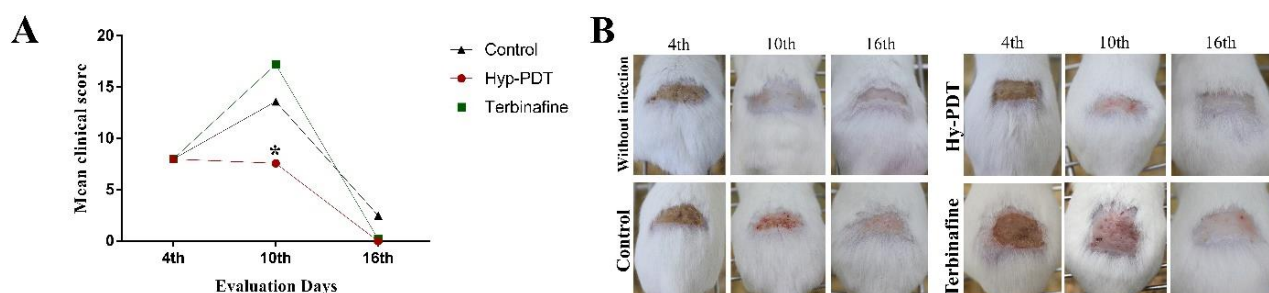 A
Mean clinical score
20
15
10
5
0
*
4th
10th
16th
Evaluation Days
Control
Hyp-PDT
Terbinafine
B
4th 10th 16th
Without infection
Control
4th 10th 16th
Hy-PDT
Terbinafine